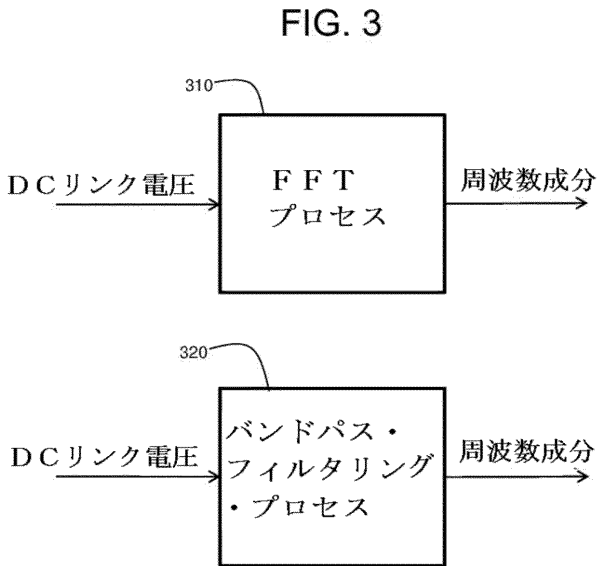 FIG. 3
310
DCリンク電圧
FFT
プロセス
周波数成分
320
DCリンク電圧
バンドパス・
フィルタリング
・プロセス
周波数成分